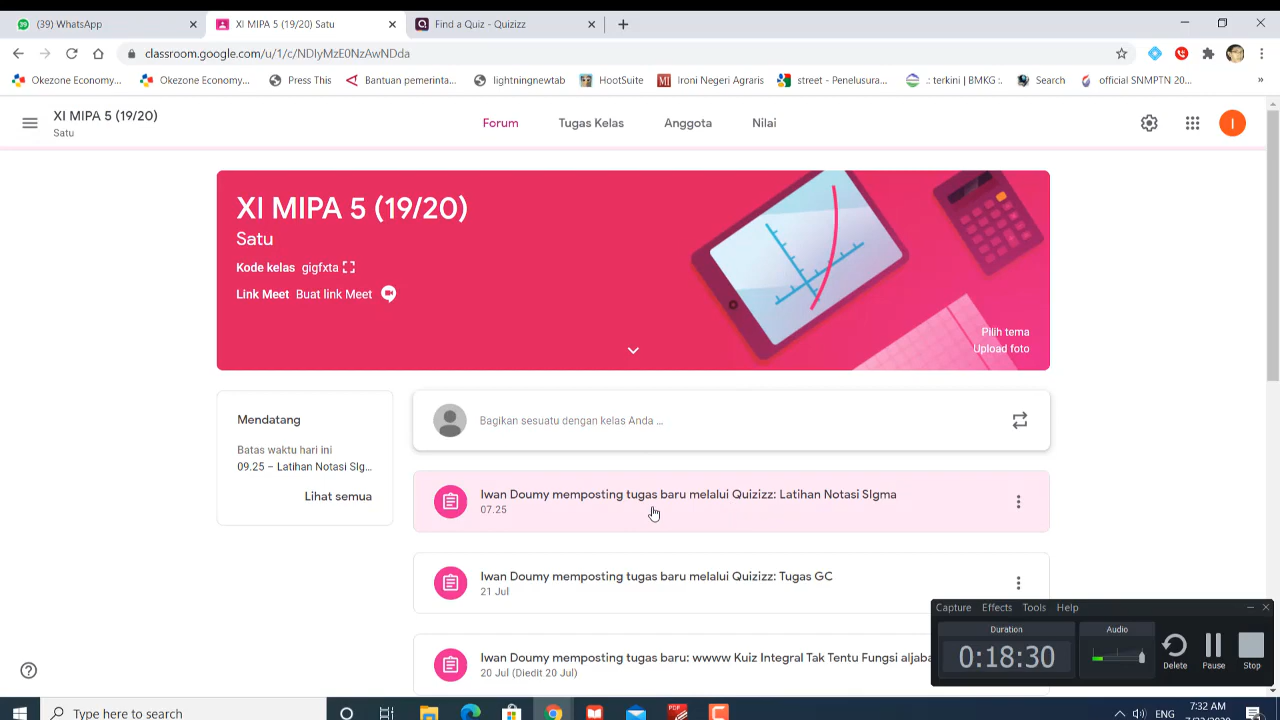 (39) WhatsApp
XI MIPA 5 (19/20) Satu
Find a Quiz - Quizizz
classroom.google.com/u/1/c/NDIyMzE0NzAwNDda
Okezone Economy...
Okezone Economy...
Press This
Bantuan pemerinta...
lightningnewtab
HootSuite
Ironi Negeri Agraris
street - Penelusura...
.: terkini | BMKG :.
Search
official SNMPTN 20...
»
XI MIPA 5 (19/20)
Satu
Forum
Tugas Kelas
Anggota
Nilai
I
XI MIPA 5 (19/20)
Satu
Kode kelas gigfxta
Link Meet Buat link Meet
Pilih tema
Upload foto
Mendatang
Batas waktu hari ini
09.25 – Latihan Notasi SIg...
Lihat semua
Bagikan sesuatu dengan kelas Anda ...
Iwan Doumy memposting tugas baru melalui Quizizz: Latihan Notasi SIgma
07.25
Iwan Doumy memposting tugas baru melalui Quizizz: Tugas GC
21 Jul
Iwan Doumy memposting tugas baru: wwww Kuiz Integral Tak Tentu Fungsi aljaba
20 Jul (Diedit 20 Jul)
Capture Effects Tools Help
Duration
0:18:30
Audio
Delete
Pause
Stop
Type here to search
ENG
7:32 AM